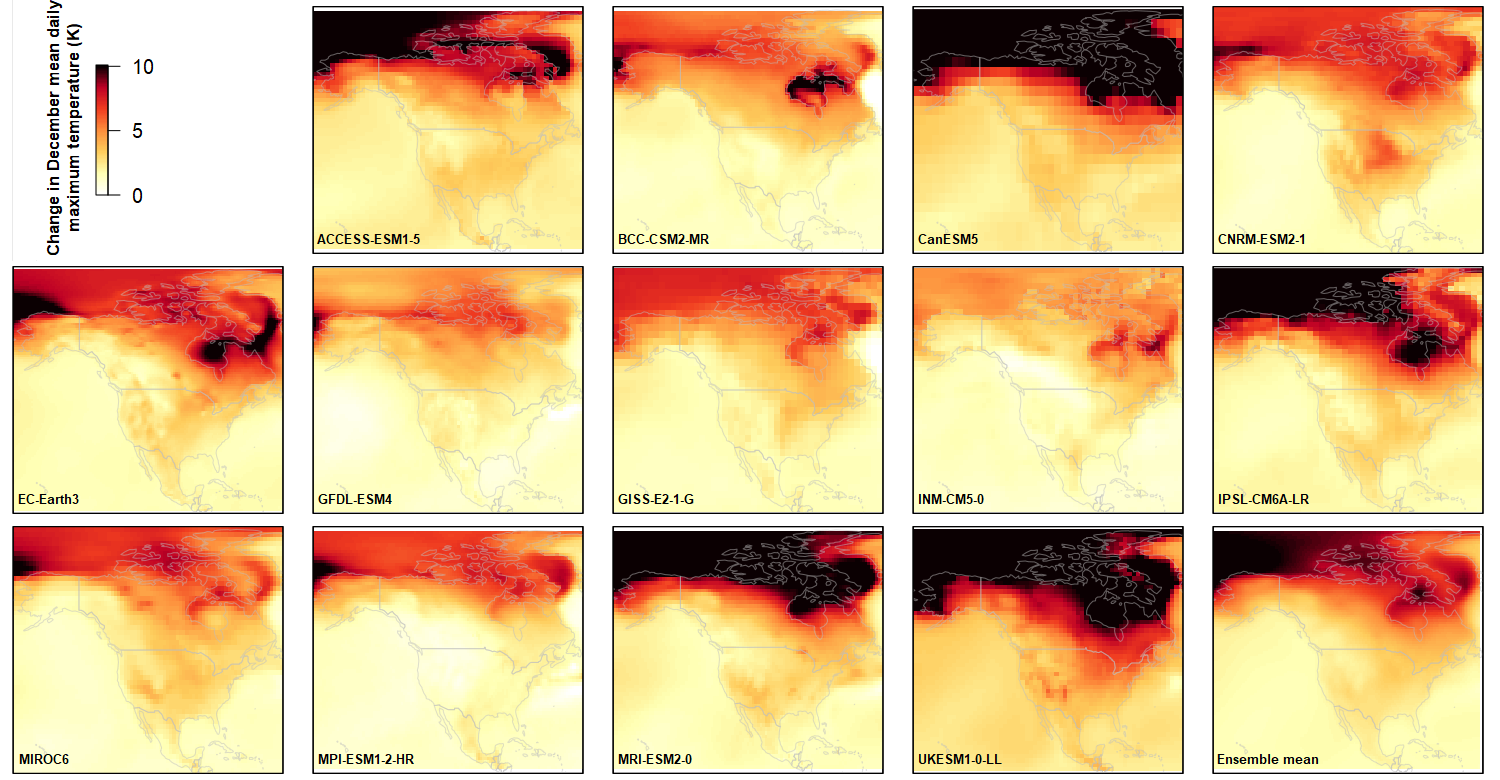 Change in December mean daily
maximum temperature (K)
10
5
0
ACCESS-ESM1-5
BCC-CSM2-MR
CanESM5
CNRM-ESM2-1
EC-Earth3
GFDL-ESM4
GISS-E2-1-G
INM-CM5-0
IPSL-CM6A-LR
MIROC6
MPI-ESM1-2-HR
MRI-ESM2-0
UKESM1-0-LL
Ensemble mean